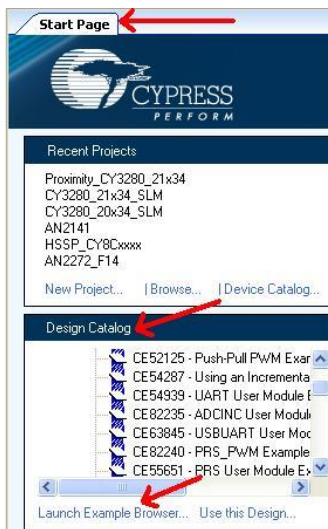 Start Page
CYPRESS
PERFORM
Recent Projects
Proximity_CY3280_21x34
CY3280_21x34_SLM
CY3280_20x34_SLM
AN2141
HSSP_CY8Cxxxx
AN2272_F14
New Project... | Browse... | Device Catalog...
Design Catalog
CE52125 - Push-Pull PWM Exar
CE54287 - Using an Incrementa
CE54939 - UART User Module E
CE82235 - ADCINC User Module
CE63845 - USBUART User Moc
CE82240 - PRS_PWM Example
CE55651 - PRS User Module Ex
Launch Example Browser... Use this Design...